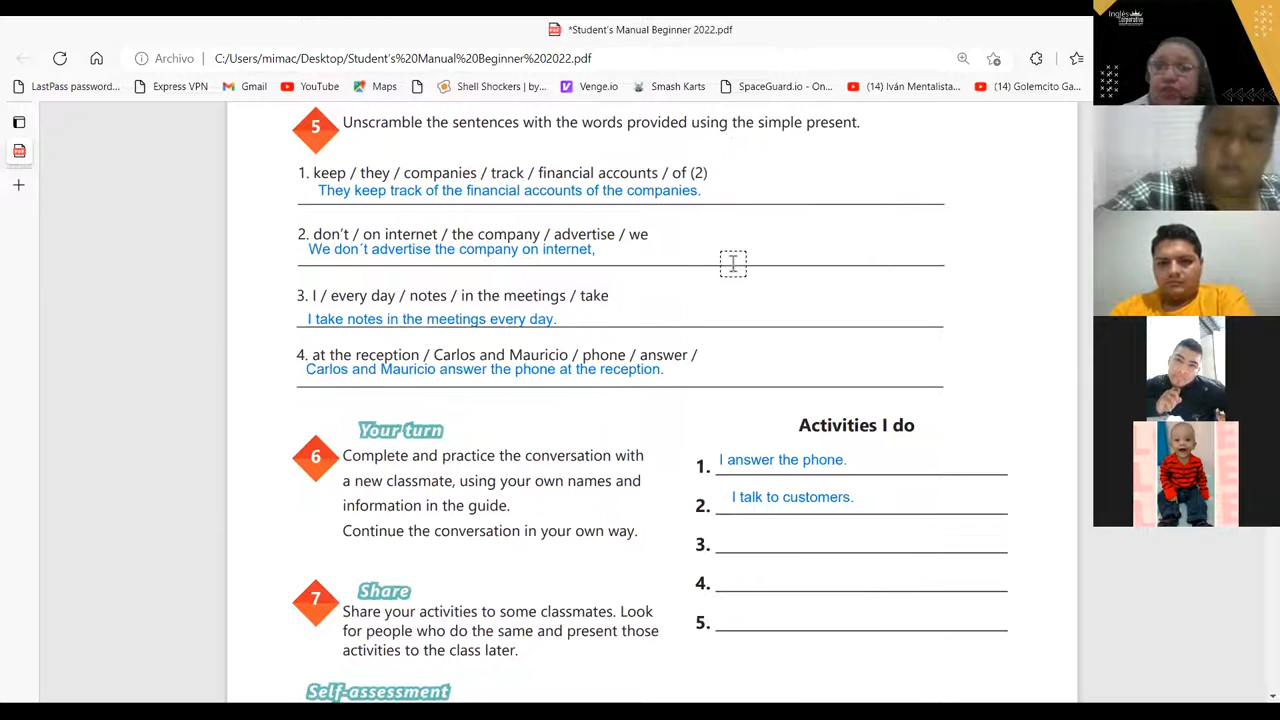 *Student's Manual Beginner 2022.pdf
Archivo
C:/Users/mimac/Desktop/Student's%20Manual%20Beginner%202022.pdf
LastPass password...
Express VPN
Gmail
YouTube
Maps
Shell Shockers | by...
Venge.io
Smash Karts
SpaceGuard.io - On...
(14) Iván Mentalista...
(14) Golemcito Ga...
Inglés
Corporativo
5 Unscramble the sentences with the words provided using the simple present.
1. keep / they / companies / track / financial accounts / of (2)
They keep track of the financial accounts of the companies.
2. don't / on internet / the company / advertise / we
We don´t advertise the company on internet,
3. I / every day / notes / in the meetings / take
I take notes in the meetings every day.
4. at the reception / Carlos and Mauricio / phone / answer /
Carlos and Mauricio answer the phone at the reception.
Your turn
6 Complete and practice the conversation with
a new classmate, using your own names and
information in the guide.
Continue the conversation in your own way.
7 Share
Share your activities to some classmates. Look
for people who do the same and present those
activities to the class later.
Self-assessment
Activities I do
1. I answer the phone.
2. I talk to customers.
3.
4.
5.